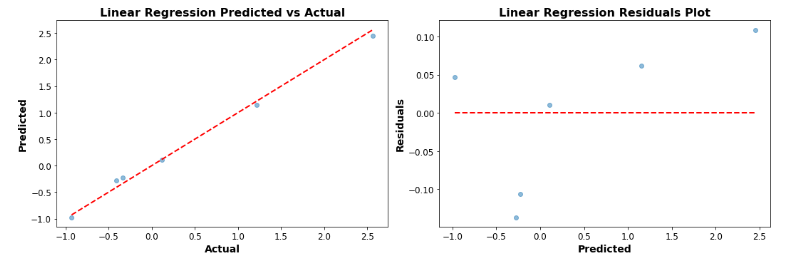 Linear Regression Predicted vs Actual
2.5
2.0
1.5
1.0
0.5
0.0
−0.5
−1.0
Predicted
−1.0 −0.5 0.0 0.5 1.0 1.5 2.0 2.5
Actual
Linear Regression Residuals Plot
0.10
0.05
0.00
−0.05
−0.10
Residuals
−1.0 −0.5 0.0 0.5 1.0 1.5 2.0 2.5
Predicted